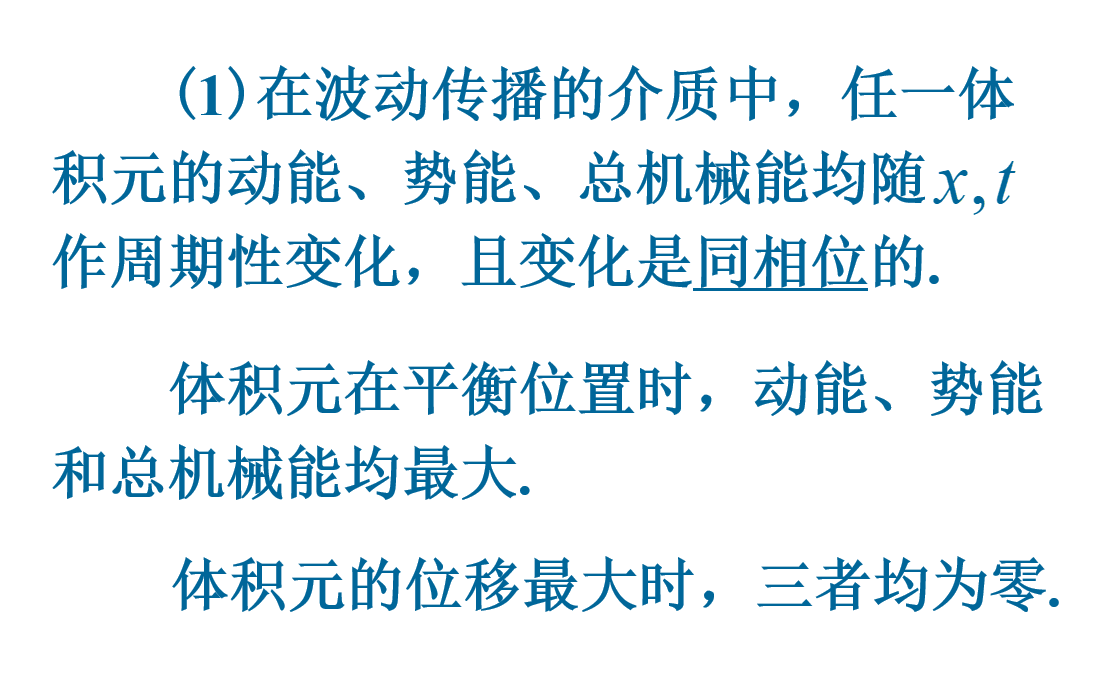 (1)在波动传播的介质中，任一体
积元的动能、势能、总机械能均随x,t
作周期性变化，且变化是同相位的.
体积元在平衡位置时，动能、势能
和总机械能均最大.
体积元的位移最大时，三者均为零.